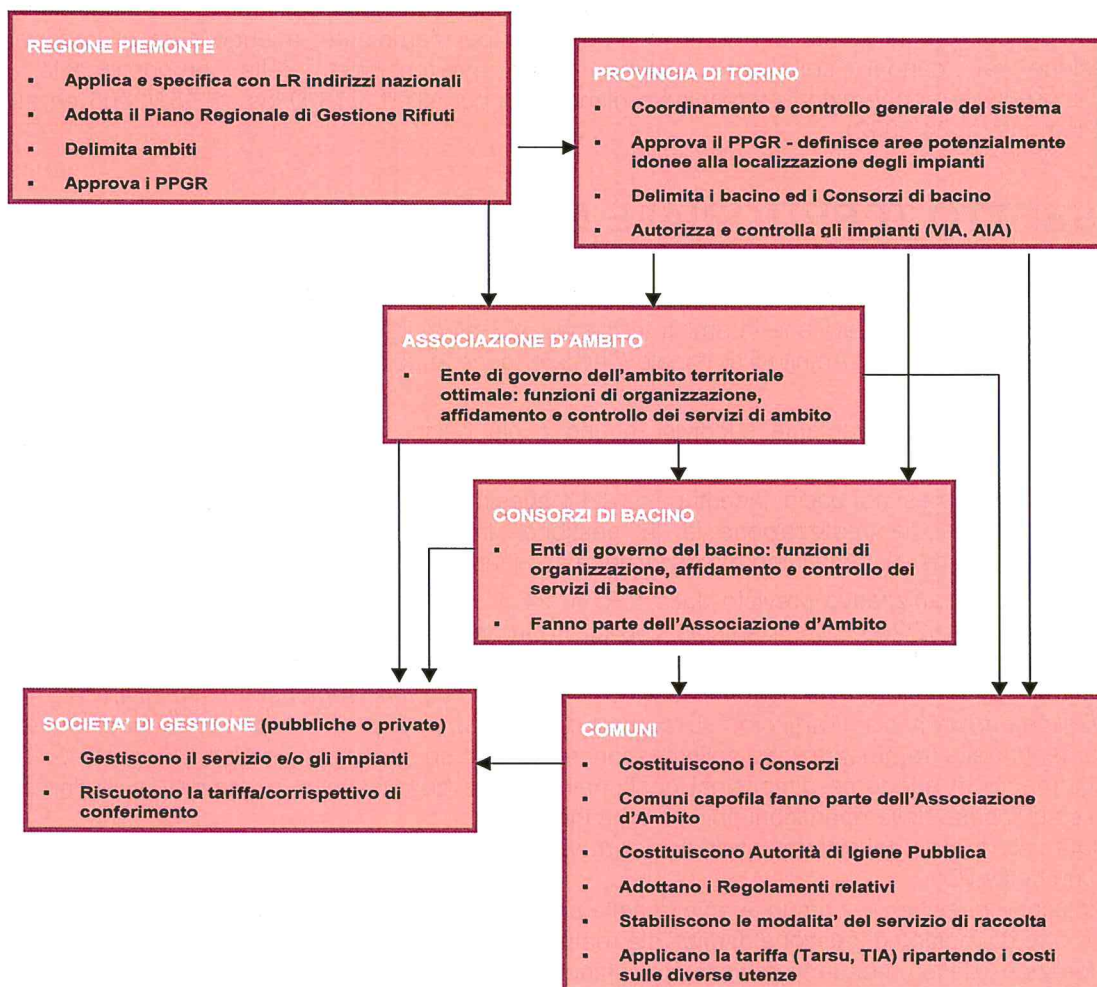 REGIONE PIEMONTE
▪ Applica e specifica con LR indirizzi nazionali
▪ Adotta il Piano Regionale di Gestione Rifiuti
▪ Delimita ambiti
▪ Approva i PPGR
PROVINCIA DI TORINO
▪ Coordinamento e controllo generale del sistema
▪ Approva il PPGR - definisce aree potenzialmente
idonee alla localizzazione degli impianti
▪ Delimita i bacino ed i Consorzi di bacino
▪ Autorizza e controlla gli impianti (VIA, AIA)
ASSOCIAZIONE D'AMBITO
▪ Ente di governo dell'ambito territoriale
ottimale: funzioni di organizzazione,
affidamento e controllo dei servizi di ambito
CONSORZI DI BACINO
▪ Enti di governo del bacino: funzioni di
organizzazione, affidamento e controllo dei
servizi di bacino
▪ Fanno parte dell'Associazione d'Ambito
SOCIETA' DI GESTIONE (pubbliche o private)
▪ Gestiscono il servizio e/o gli impianti
▪ Riscuotono la tariffa/corrispettivo di
conferimento
COMUNI
▪ Costituiscono i Consorzi
▪ Comuni capofila fanno parte dell'Associazione
d'Ambito
▪ Costituiscono Autorità di Igiene Pubblica
▪ Adottano i Regolamenti relativi
▪ Stabiliscono le modalita' del servizio di raccolta
▪ Applicano la tariffa (Tarsu, TIA) ripartendo i costi
sulle diverse utenze